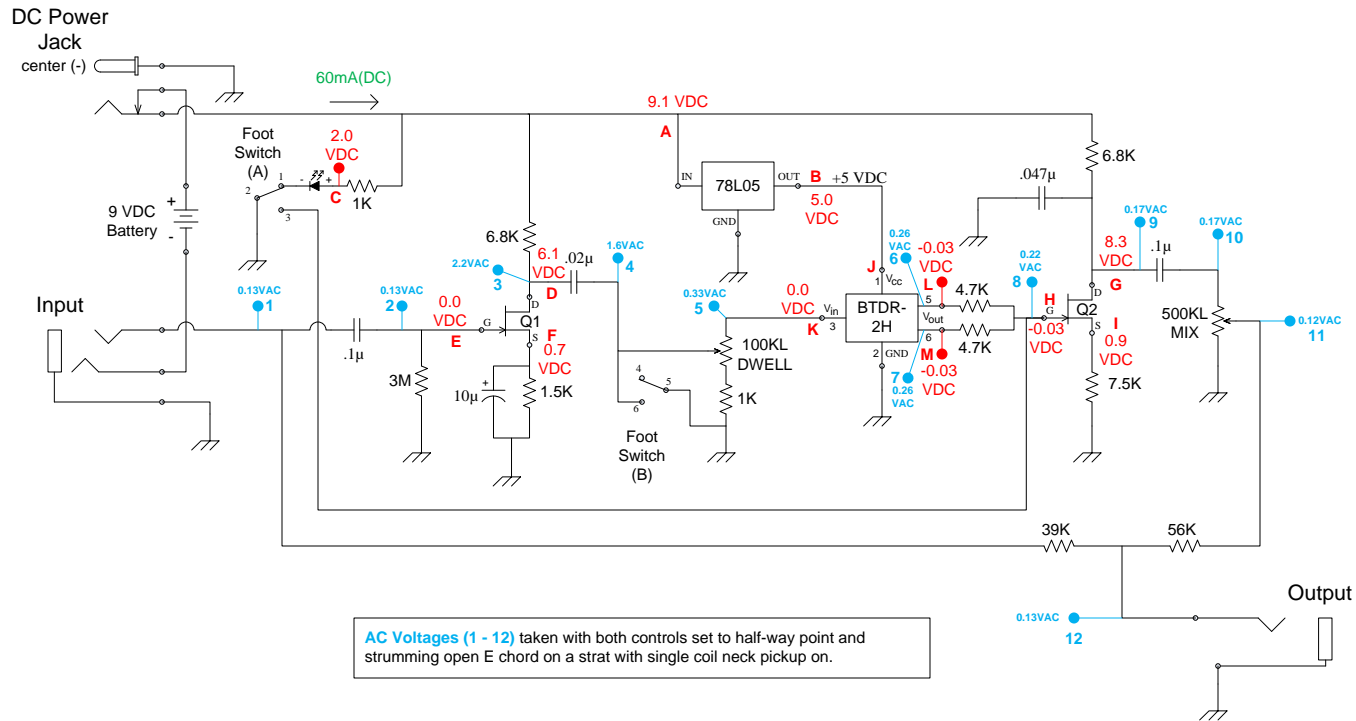 DC Power
Jack
center (-)
60mA(DC)
9.1 VDC
A
Foot
Switch
(A)
2.0
VDC
C
1
2
3
-
+
1K
9 VDC
Battery
+
-
6.8K
6.1
VDC
D
.02µ
2.2VAC
3
1.6VAC
4
IN
78L05
OUT
GND
B
+5 VDC
5.0
VDC
6.8K
.047µ
0.17VAC
9
0.17VAC
10
8.3
VDC
G
.1µ
Input
0.13VAC
1
0.13VAC
2
.1µ
3M
0.0
VDC
E
G
D
Q1
S
F
0.7
VDC
10µ
+
1.5K
0.33VAC
5
100KL
DWELL
1K
4
5
6
Foot
Switch
(B)
0.0
VDC
K
Vin
3
J
1
Vcc
BTDR-
2H
Vout
5
6
2
GND
0.26
VAC
6
-0.03
VDC
L
4.7K
4.7K
M
-0.03
VDC
7
0.26
VAC
0.22
VAC
8
H
G
-0.03
VDC
D
Q2
S
I
0.9
VDC
7.5K
500KL
MIX
0.12VAC
11
39K
56K
0.13VAC
12
Output
AC Voltages (1 - 12) taken with both controls set to half-way point and
strumming open E chord on a strat with single coil neck pickup on.